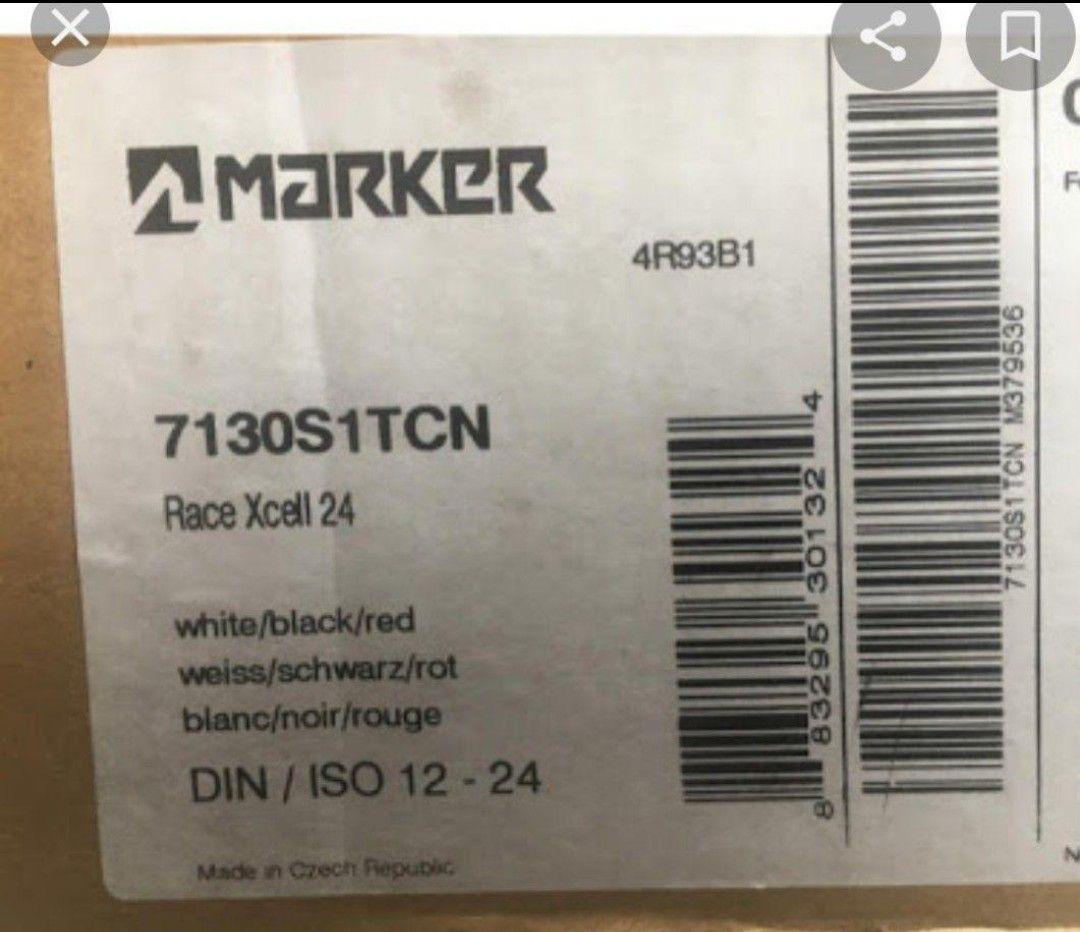 MARKER
4R93B1
7130S1TCN
Race Xcell 24
white/black/red
weiss/schwarz/rot
blanc/noir/rouge
DIN / ISO 12 - 24
Made in Czech Republic
8 83295 30132 4
7130S1TCN M379536